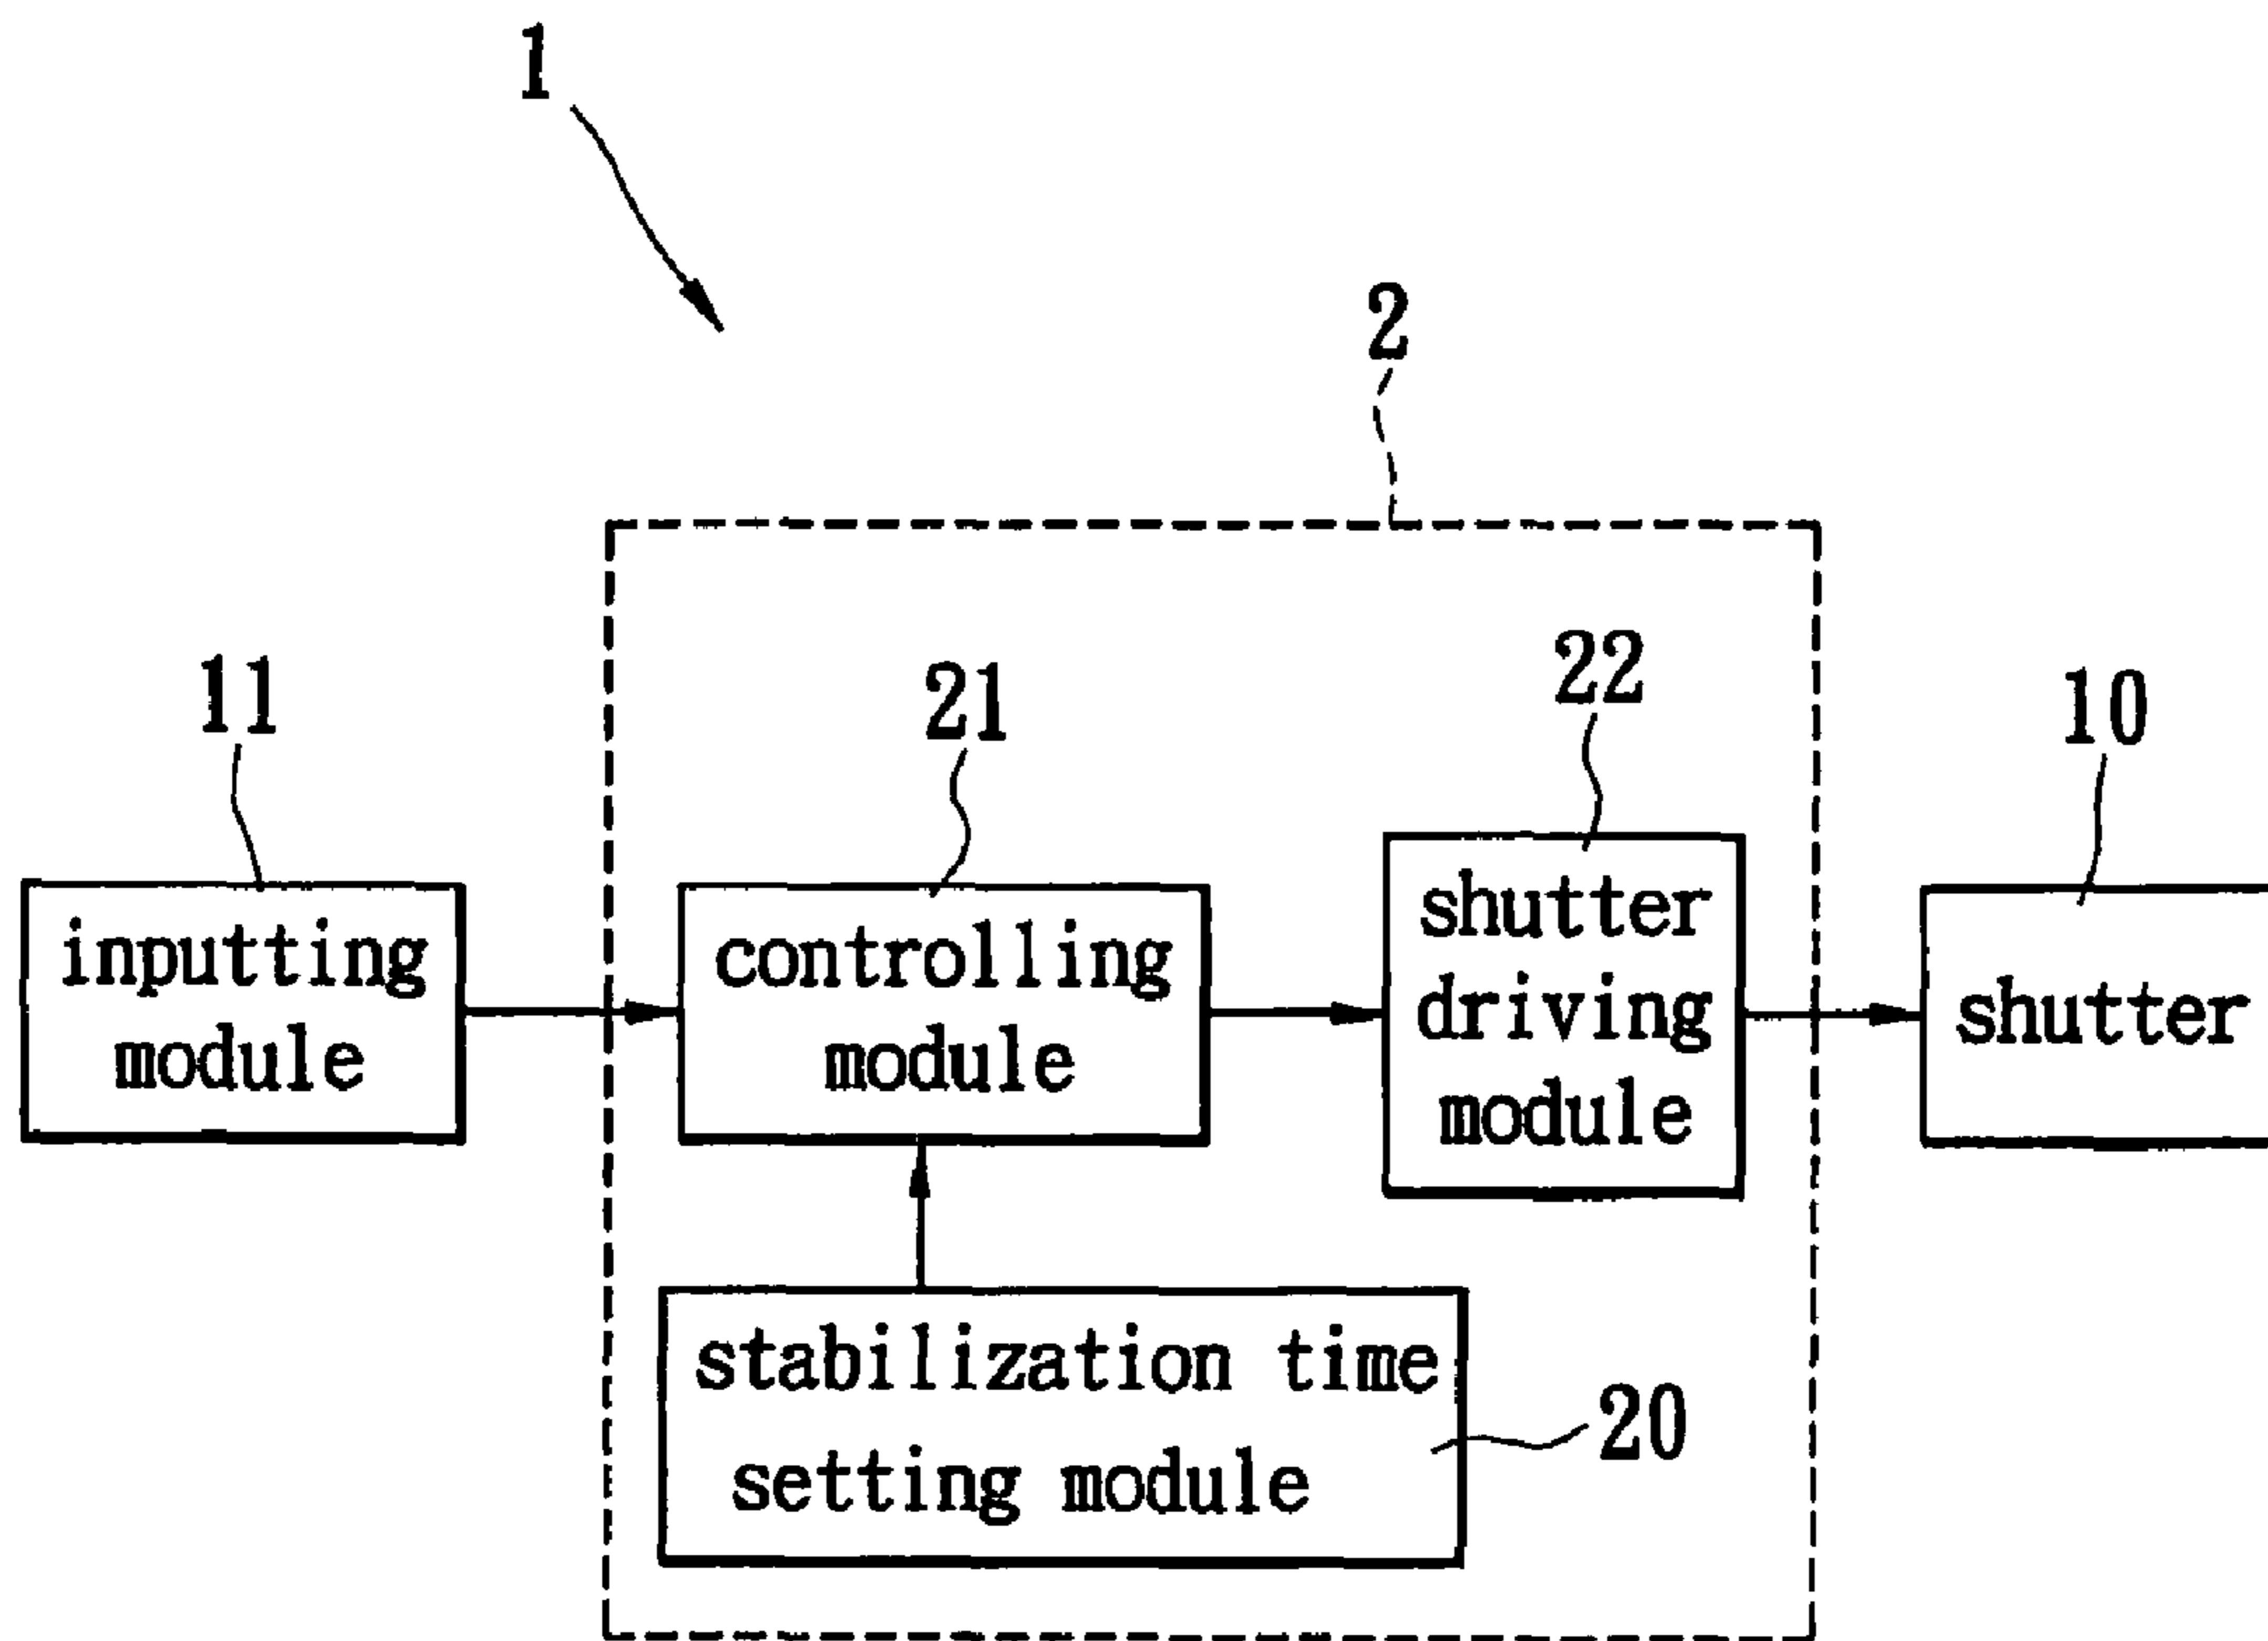 1
2
11
21
22
10
inputting
module
controlling
module
shutter
driving
module
shutter
stabilization time
setting module
20